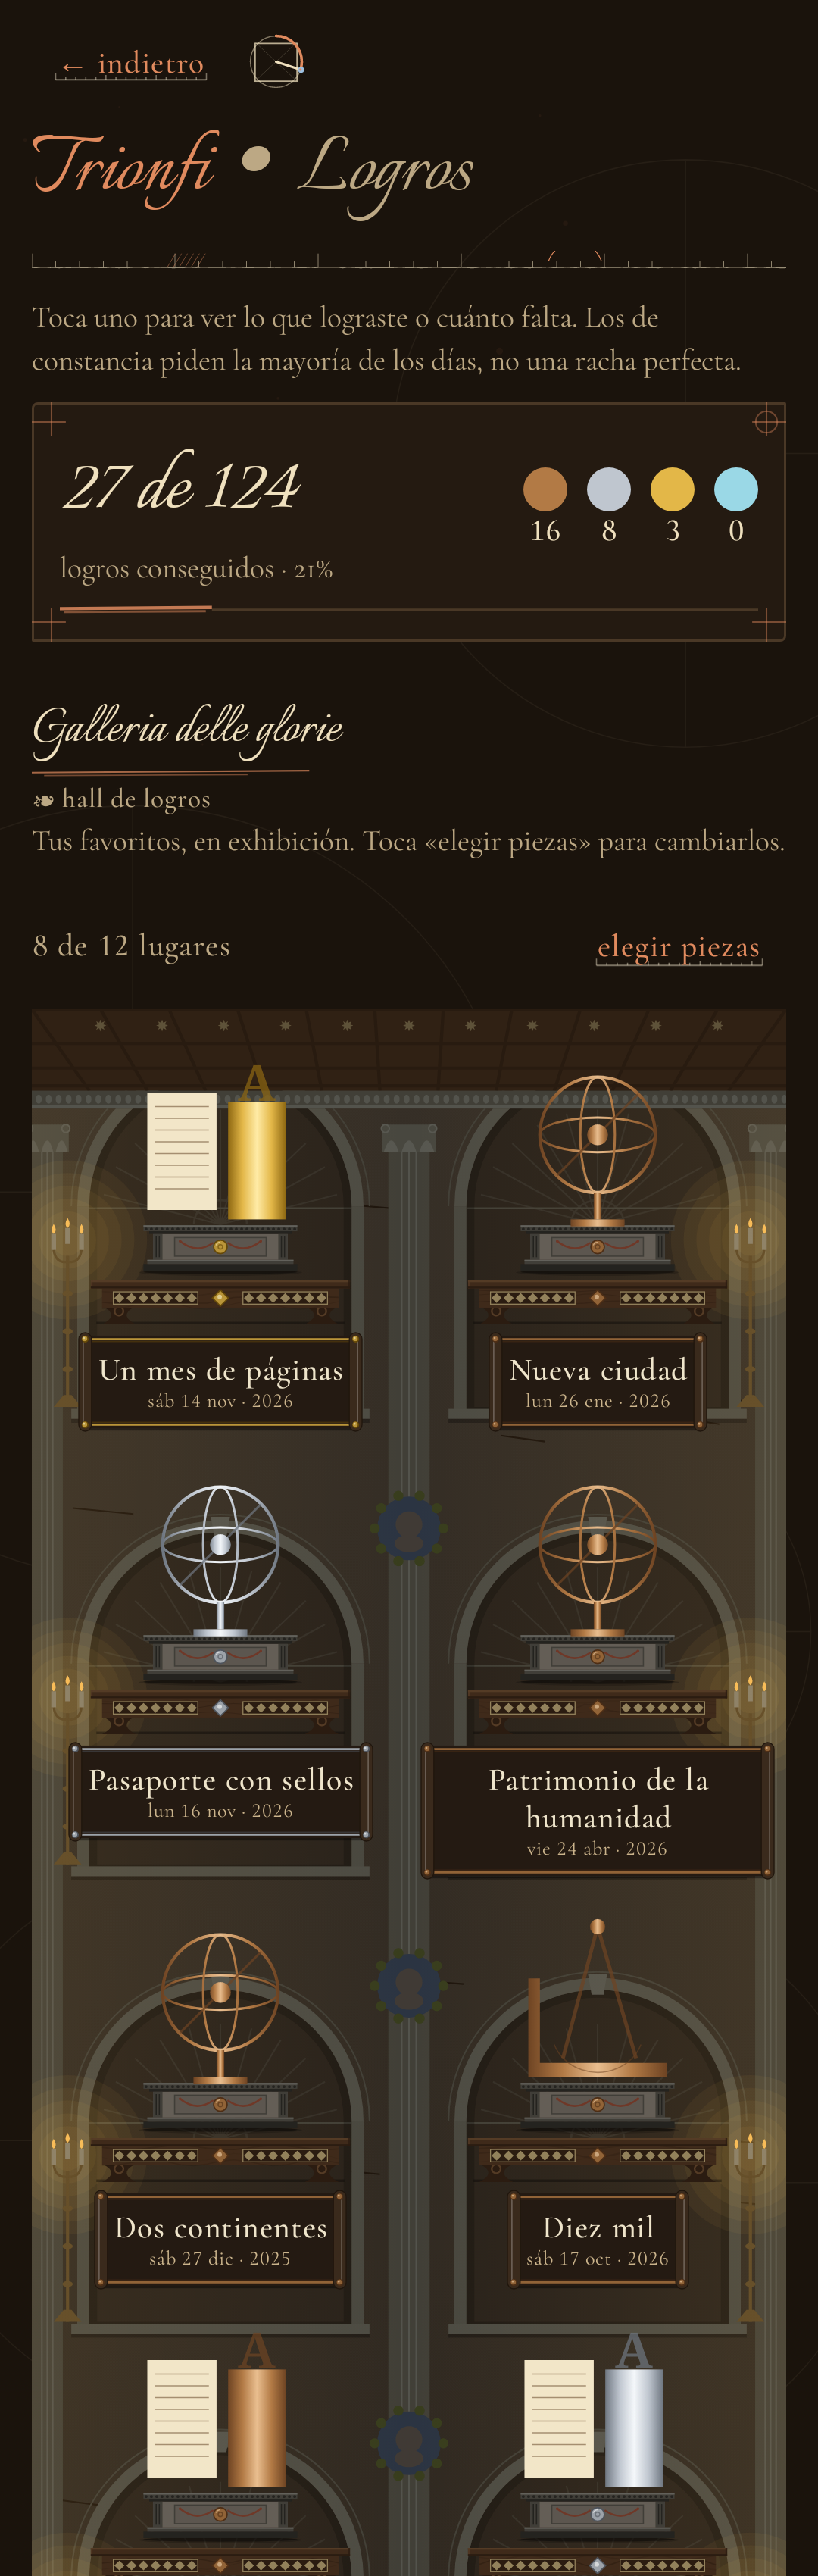 ← indietro
Trionfi • Logros
Toca uno para ver lo que lograste o cuánto falta. Los de
constancia piden la mayoría de los días, no una racha perfecta.
27 de 124
16 8 3 0
logros conseguidos · 21%
Galleria delle glorie
❧ hall de logros
Tus favoritos, en exhibición. Toca «elegir piezas» para cambiarlos.
8 de 12 lugares
elegir piezas
A
Un mes de páginas
sáb 14 nov · 2026
Nueva ciudad
lun 26 ene · 2026
Pasaporte con sellos
lun 16 nov · 2026
Patrimonio de la
humanidad
vie 24 abr · 2026
Dos continentes
sáb 27 dic · 2025
Diez mil
sáb 17 oct · 2026
A
A